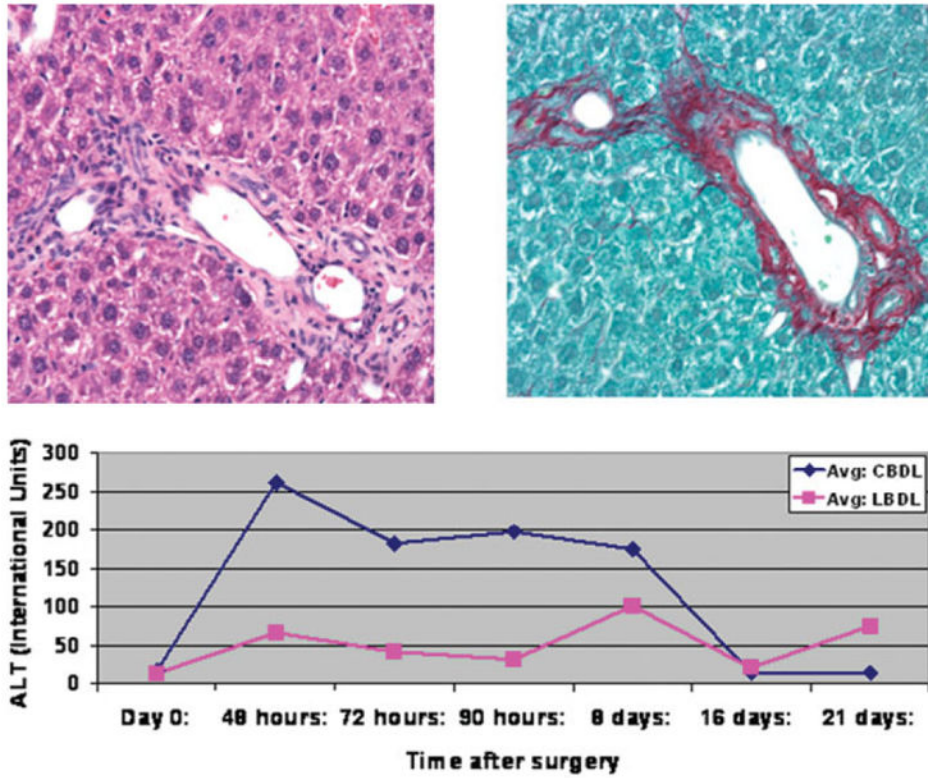 ALT (International Units)
300
250
200
150
100
50
0
Avg: CBDL
Avg: LBDL
Day 0: 48 hours: 72 hours: 90 hours: 8 days: 16 days: 21 days:
Time after surgery